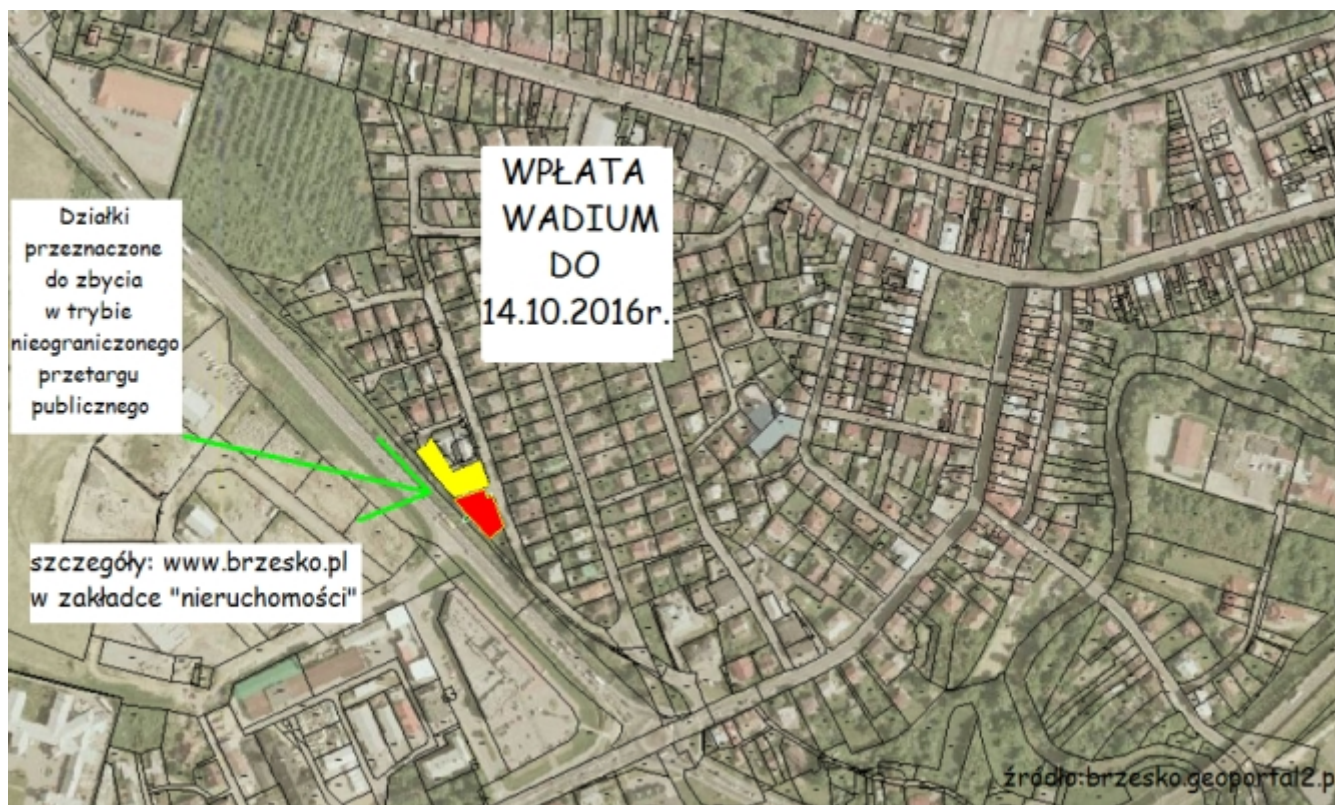 WPŁATA
WADIUM
DO
14.10.2016r.
Działki
przeznaczone
do zbycia
w trybie
nieograniczonego
przetargu
publicznego
szczegóły: www.brzesko.pl
w zakładce "nieruchomości"
źródło:brzesko.geoportal2.p